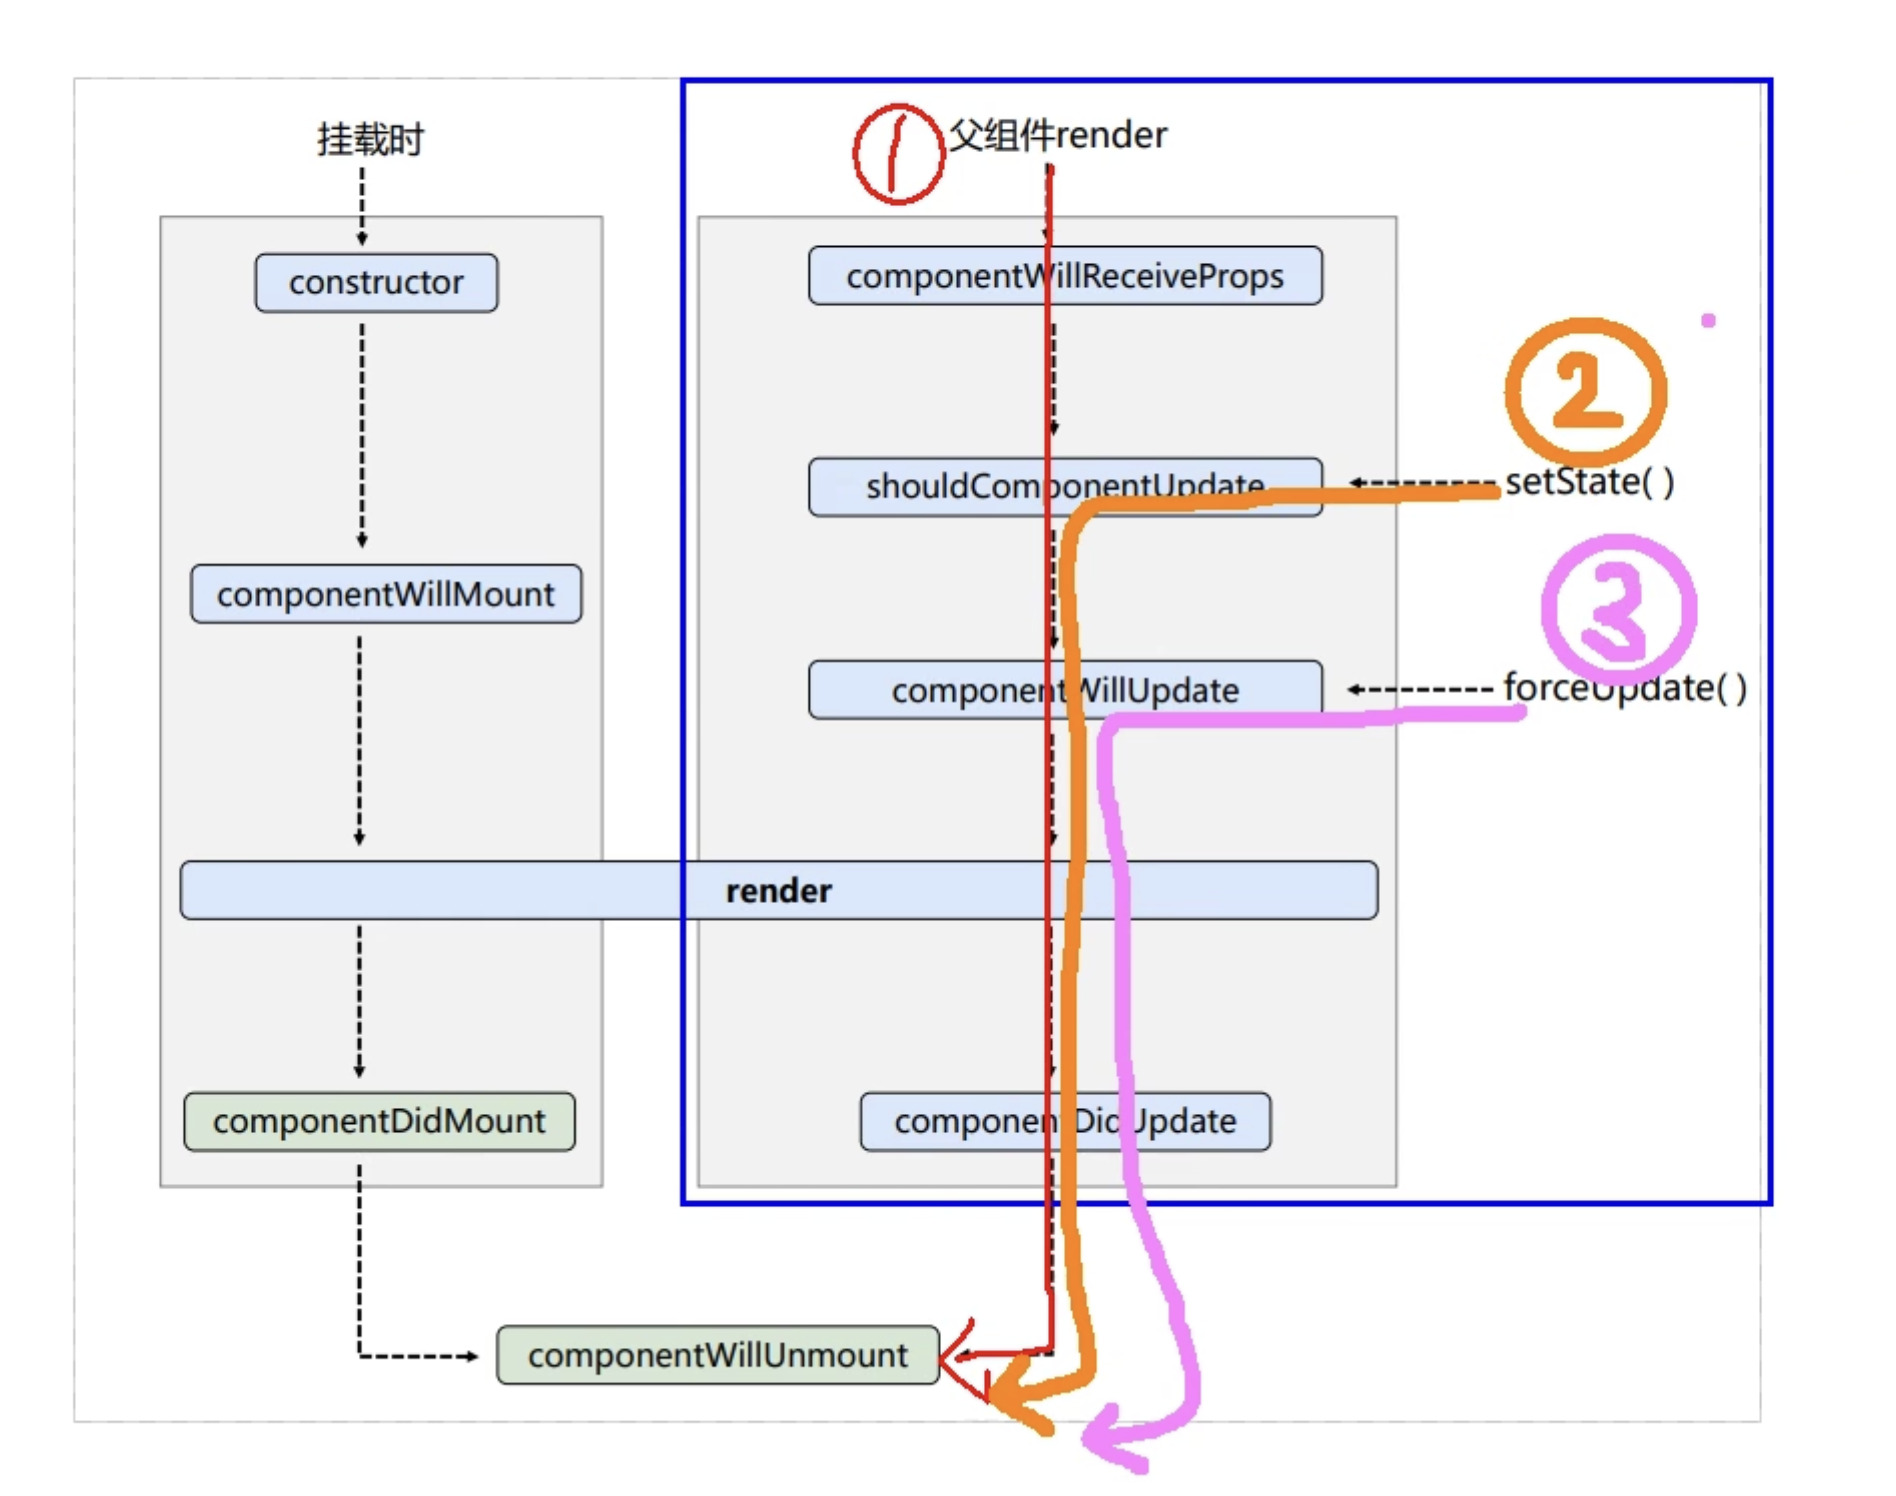 挂载时
constructor
componentWillMount
render
componentDidMount
componentWillUnmount
1
父组件render
componentWillReceiveProps
shouldComponentUpdate
componentWillUpdate
componentDidUpdate
2
setState( )
3
forceUpdate( )